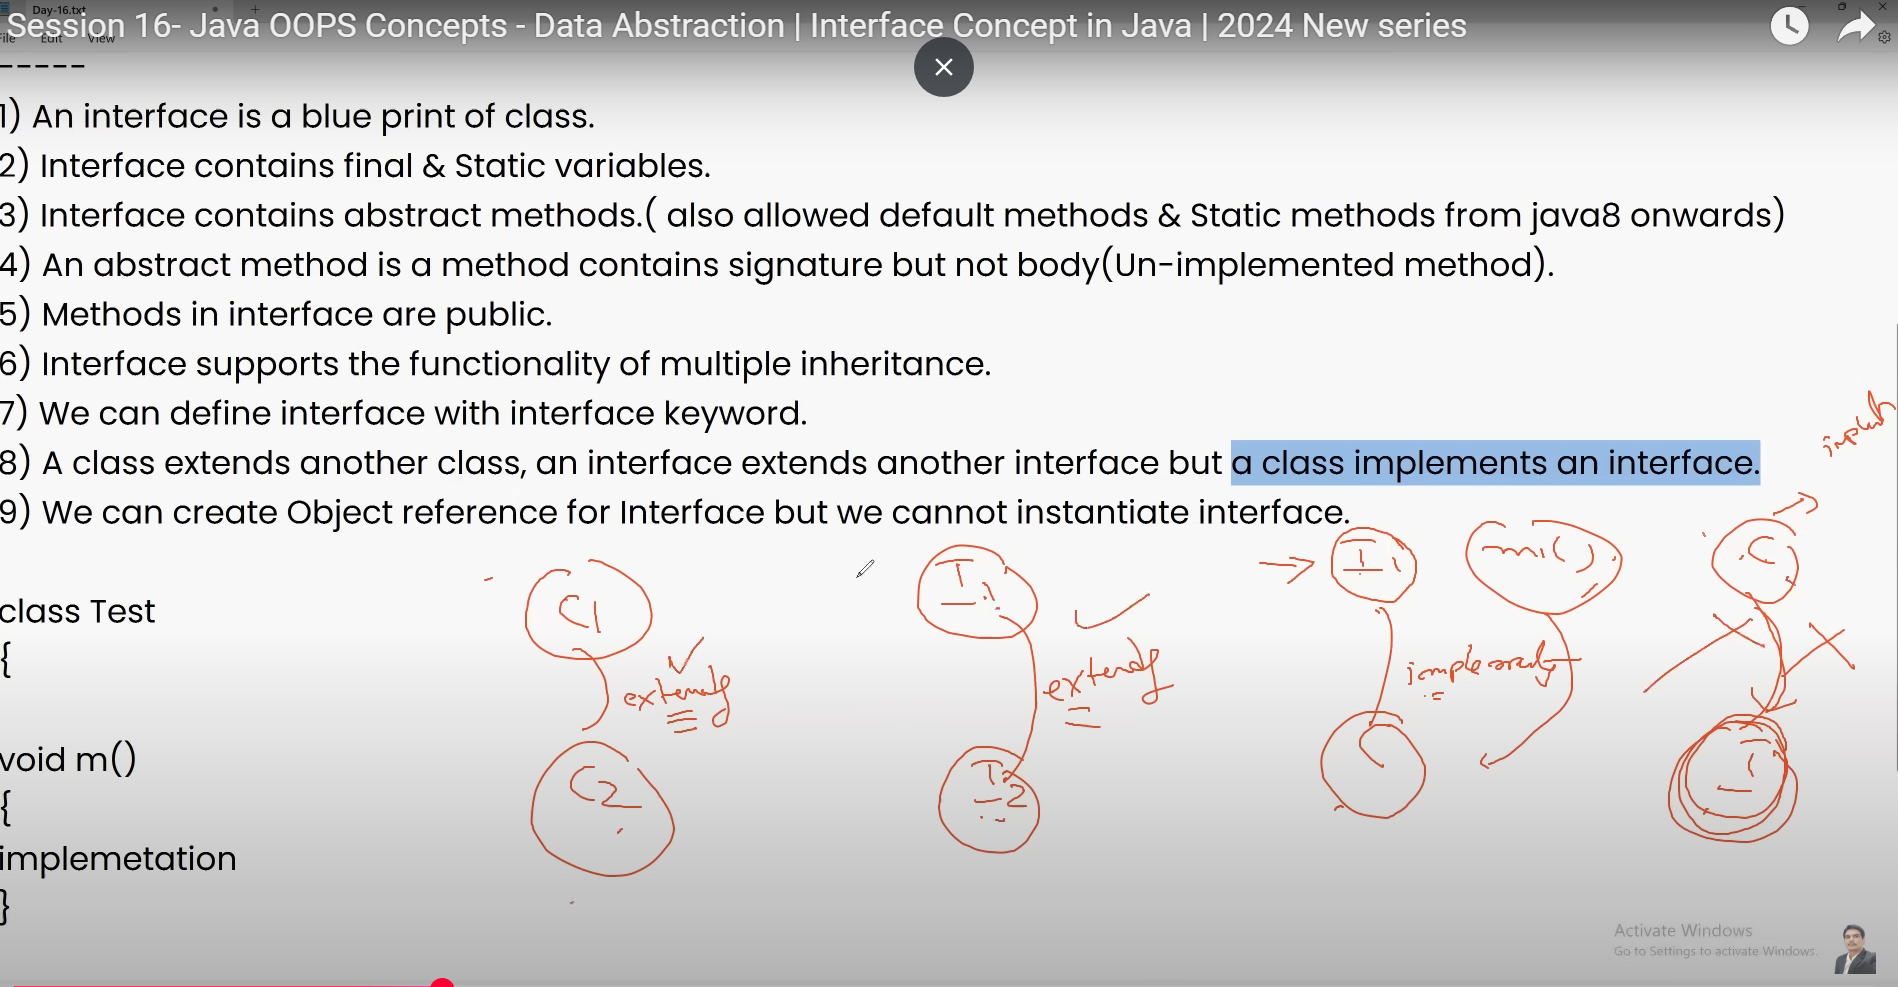 Day-16.txt
Session 16- Java OOPS Concepts - Data Abstraction | Interface Concept in Java | 2024 New series
File Edit View
-----
1) An interface is a blue print of class.
2) Interface contains final & Static variables.
3) Interface contains abstract methods.( also allowed default methods & Static methods from java8 onwards)
4) An abstract method is a method contains signature but not body(Un-implemented method).
5) Methods in interface are public.
6) Interface supports the functionality of multiple inheritance.
7) We can define interface with interface keyword.
8) A class extends another class, an interface extends another interface but a class implements an interface.
9) We can create Object reference for Interface but we cannot instantiate interface.
C1
I1
I1
m1()
C
class Test
{
extends
extends
void m()
C2
I2
C
I
{
implemetation
}
Activate Windows
Go to Settings to activate Windows.